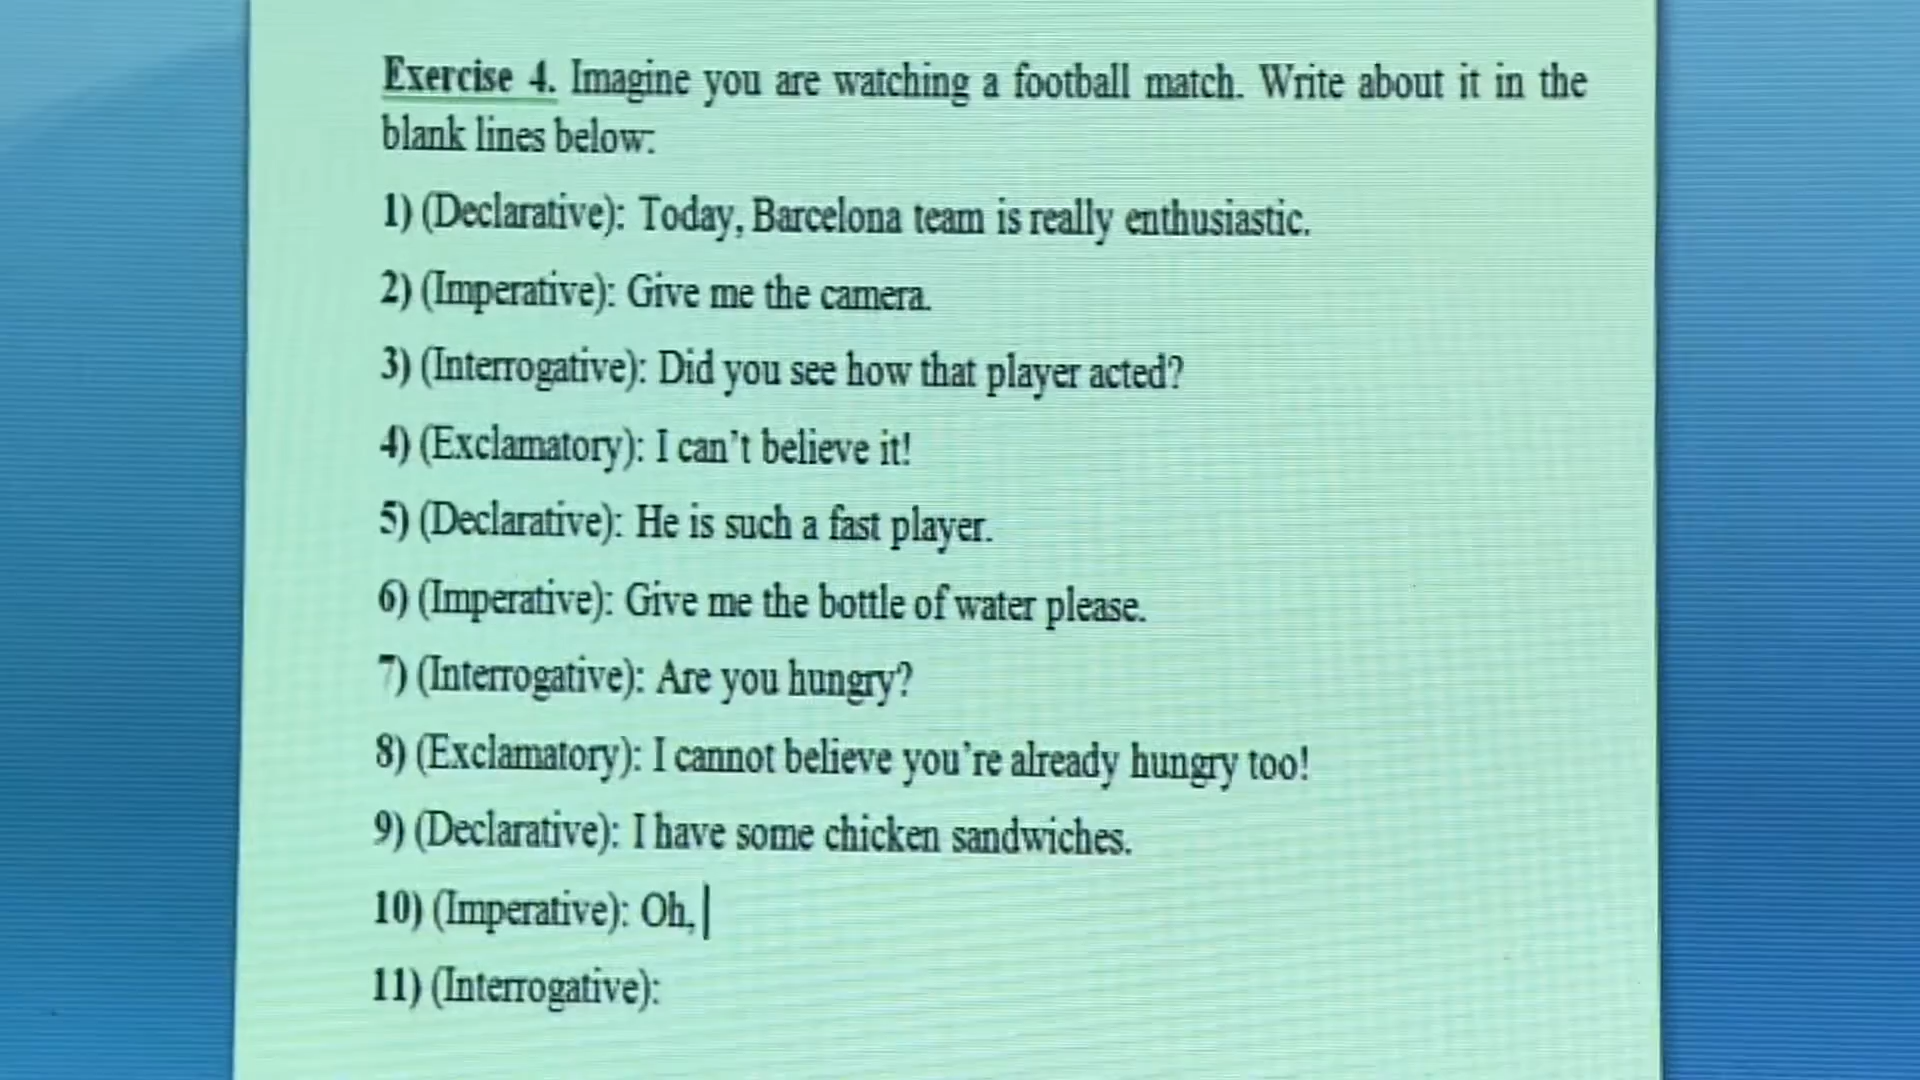 Exercise 4. Imagine you are watching a football match. Write about it in the
blank lines below:
1) (Declarative): Today, Barcelona team is really enthusiastic.
2) (Imperative): Give me the camera.
3) (Interrogative): Did you see how that player acted?
4) (Exclamatory): I can't believe it!
5) (Declarative): He is such a fast player.
6) (Imperative): Give me the bottle of water please.
7) (Interrogative): Are you hungry?
8) (Exclamatory): I cannot believe you're already hungry too!
9) (Declarative): I have some chicken sandwiches.
10) (Imperative): Oh,
11) (Interrogative):